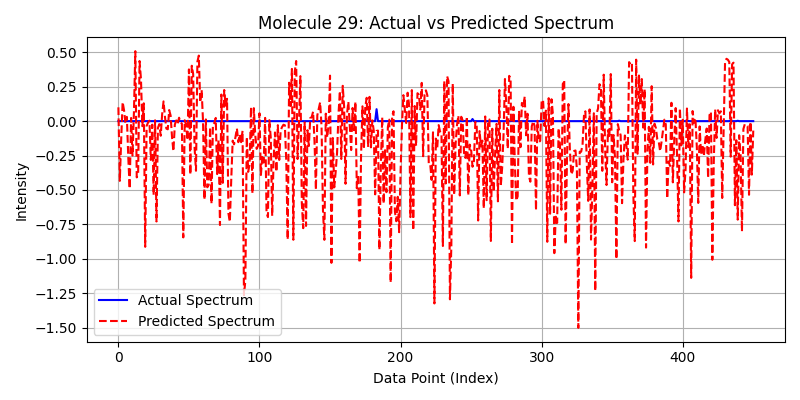 Molecule 29: Actual vs Predicted Spectrum
Intensity
0.50
0.25
0.00
−0.25
−0.50
−0.75
−1.00
−1.25
−1.50
Actual Spectrum
Predicted Spectrum
0
100
200
300
400
Data Point (Index)